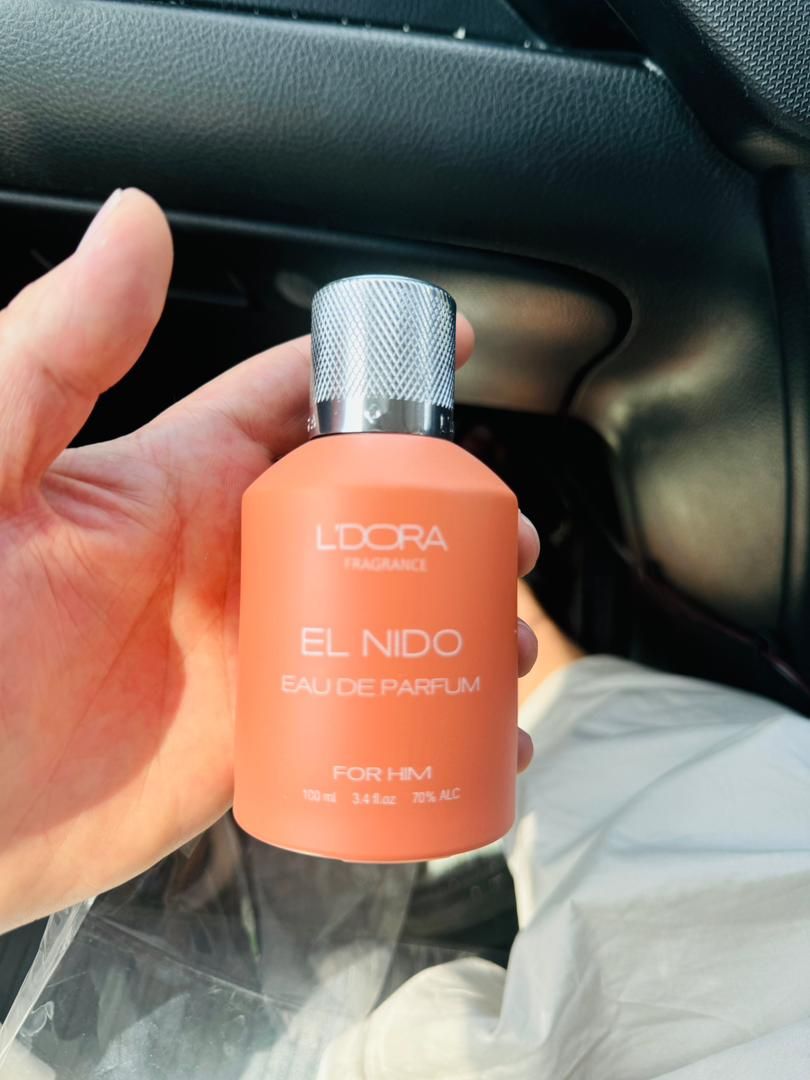 L'DORA
FRAGRANCE
EL NIDO
EAU DE PARFUM
FOR HIM
100 ml 3.4 fl.oz 70% ALC